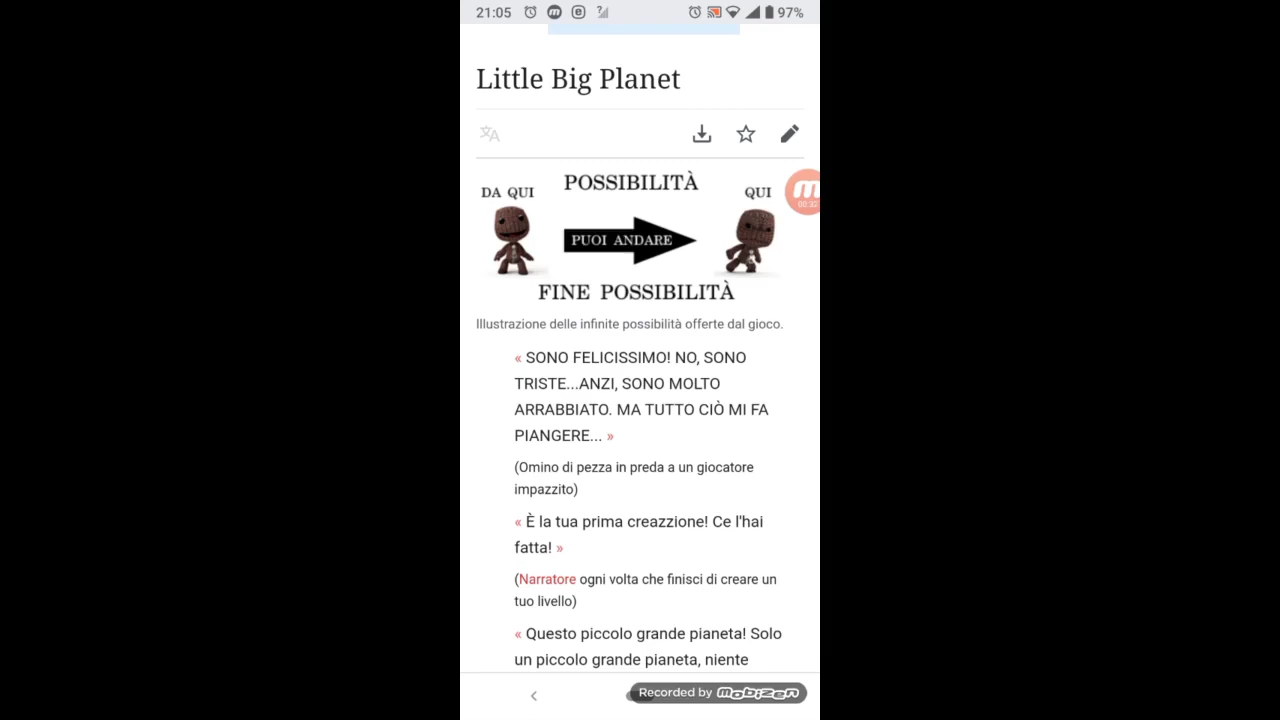 21:05
97%
Little Big Planet
POSSIBILITÀ
DA QUI
QUI
PUOI ANDARE
FINE POSSIBILITÀ
00:37
Illustrazione delle infinite possibilità offerte dal gioco.
« SONO FELICISSIMO! NO, SONO
TRISTE...ANZI, SONO MOLTO
ARRABBIATO. MA TUTTO CIÒ MI FA
PIANGERE... »
(Omino di pezza in preda a un giocatore
impazzito)
« È la tua prima creazzione! Ce l'hai
fatta! »
(Narratore ogni volta che finisci di creare un
tuo livello)
« Questo piccolo grande pianeta! Solo
un piccolo grande pianeta, niente
Recorded by mobizen